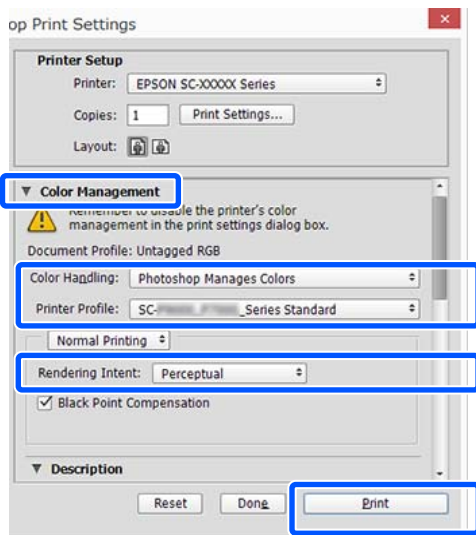 op Print Settings
Printer Setup
Printer: EPSON SC-XXXXX Series
Copies: 1 Print Settings...
Layout:
Color Management
Remember to disable the printer's color
management in the print settings dialog box.
Document Profile: Untagged RGB
Color Handling: Photoshop Manages Colors
Printer Profile: SC- _Series Standard
Normal Printing
Rendering Intent: Perceptual
Black Point Compensation
Description
Reset Done Print